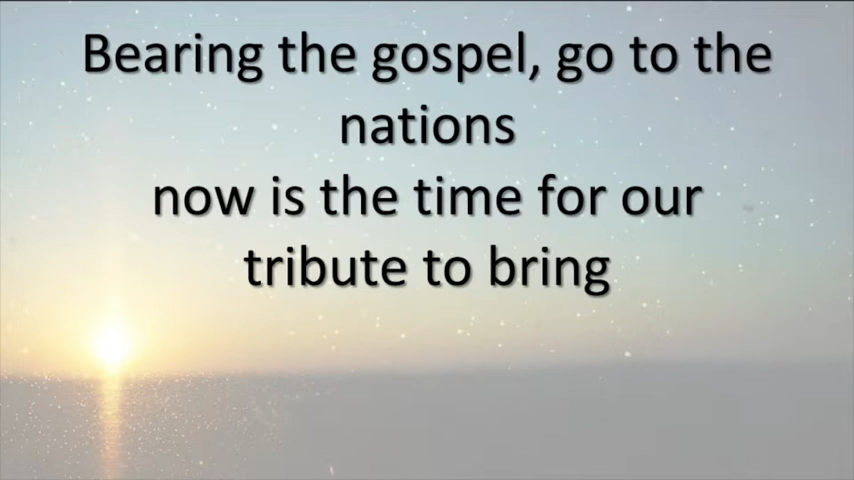 Bearing the gospel, go to the
nations
now is the time for our
tribute to bring